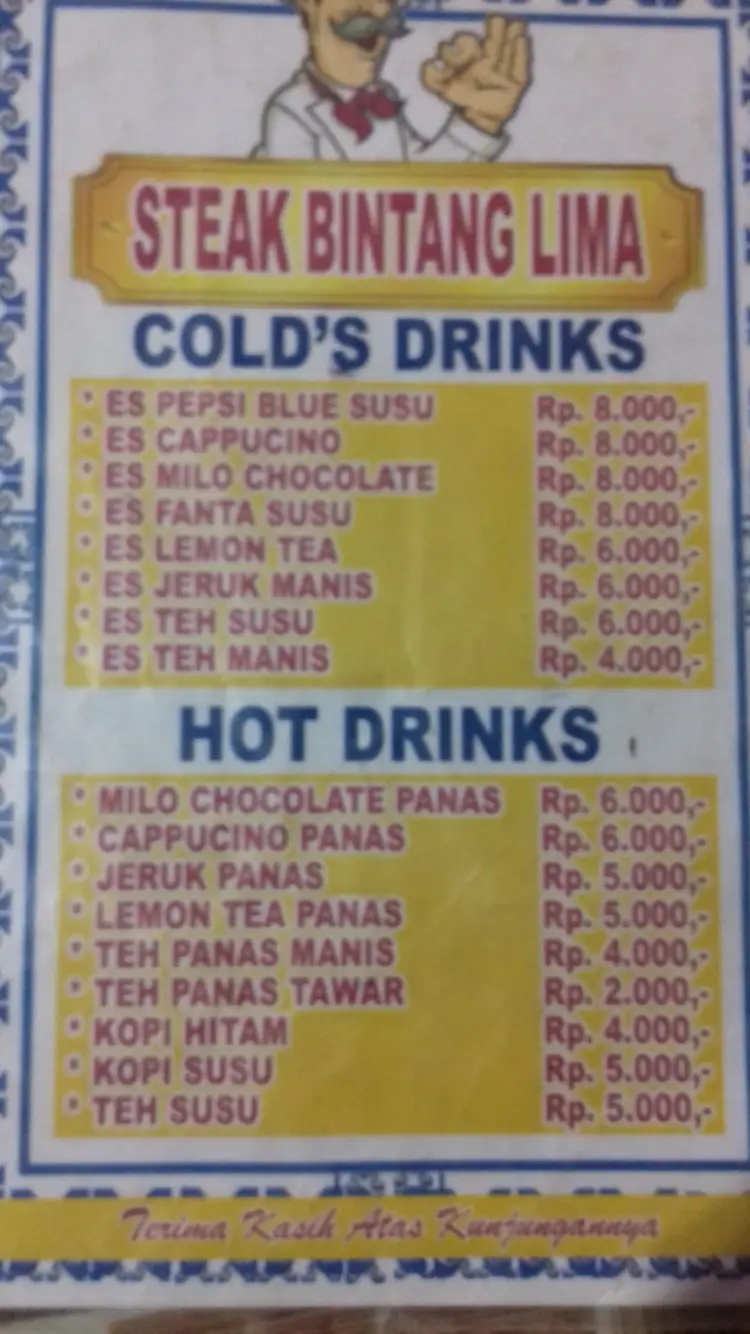 STEAK BINTANG LIMA
COLD'S DRINKS
* ES PEPSI BLUE SUSU Rp. 8.000,-
* ES CAPPUCINO Rp. 8.000,-
* ES MILO CHOCOLATE Rp. 8.000,-
* ES FANTA SUSU Rp. 8.000,-
* ES LEMON TEA Rp. 6.000,-
* ES JERUK MANIS Rp. 6.000,-
* ES TEH SUSU Rp. 6.000,-
* ES TEH MANIS Rp. 4.000,-
HOT DRINKS
* MILO CHOCOLATE PANAS Rp. 6.000,-
* CAPPUCINO PANAS Rp. 6.000,-
* JERUK PANAS Rp. 5.000,-
* LEMON TEA PANAS Rp. 5.000,-
* TEH PANAS MANIS Rp. 4.000,-
* TEH PANAS TAWAR Rp. 2.000,-
* KOPI HITAM Rp. 4.000,-
* KOPI SUSU Rp. 5.000,-
* TEH SUSU Rp. 5.000,-
Terima Kasih Atas Kunjungannya